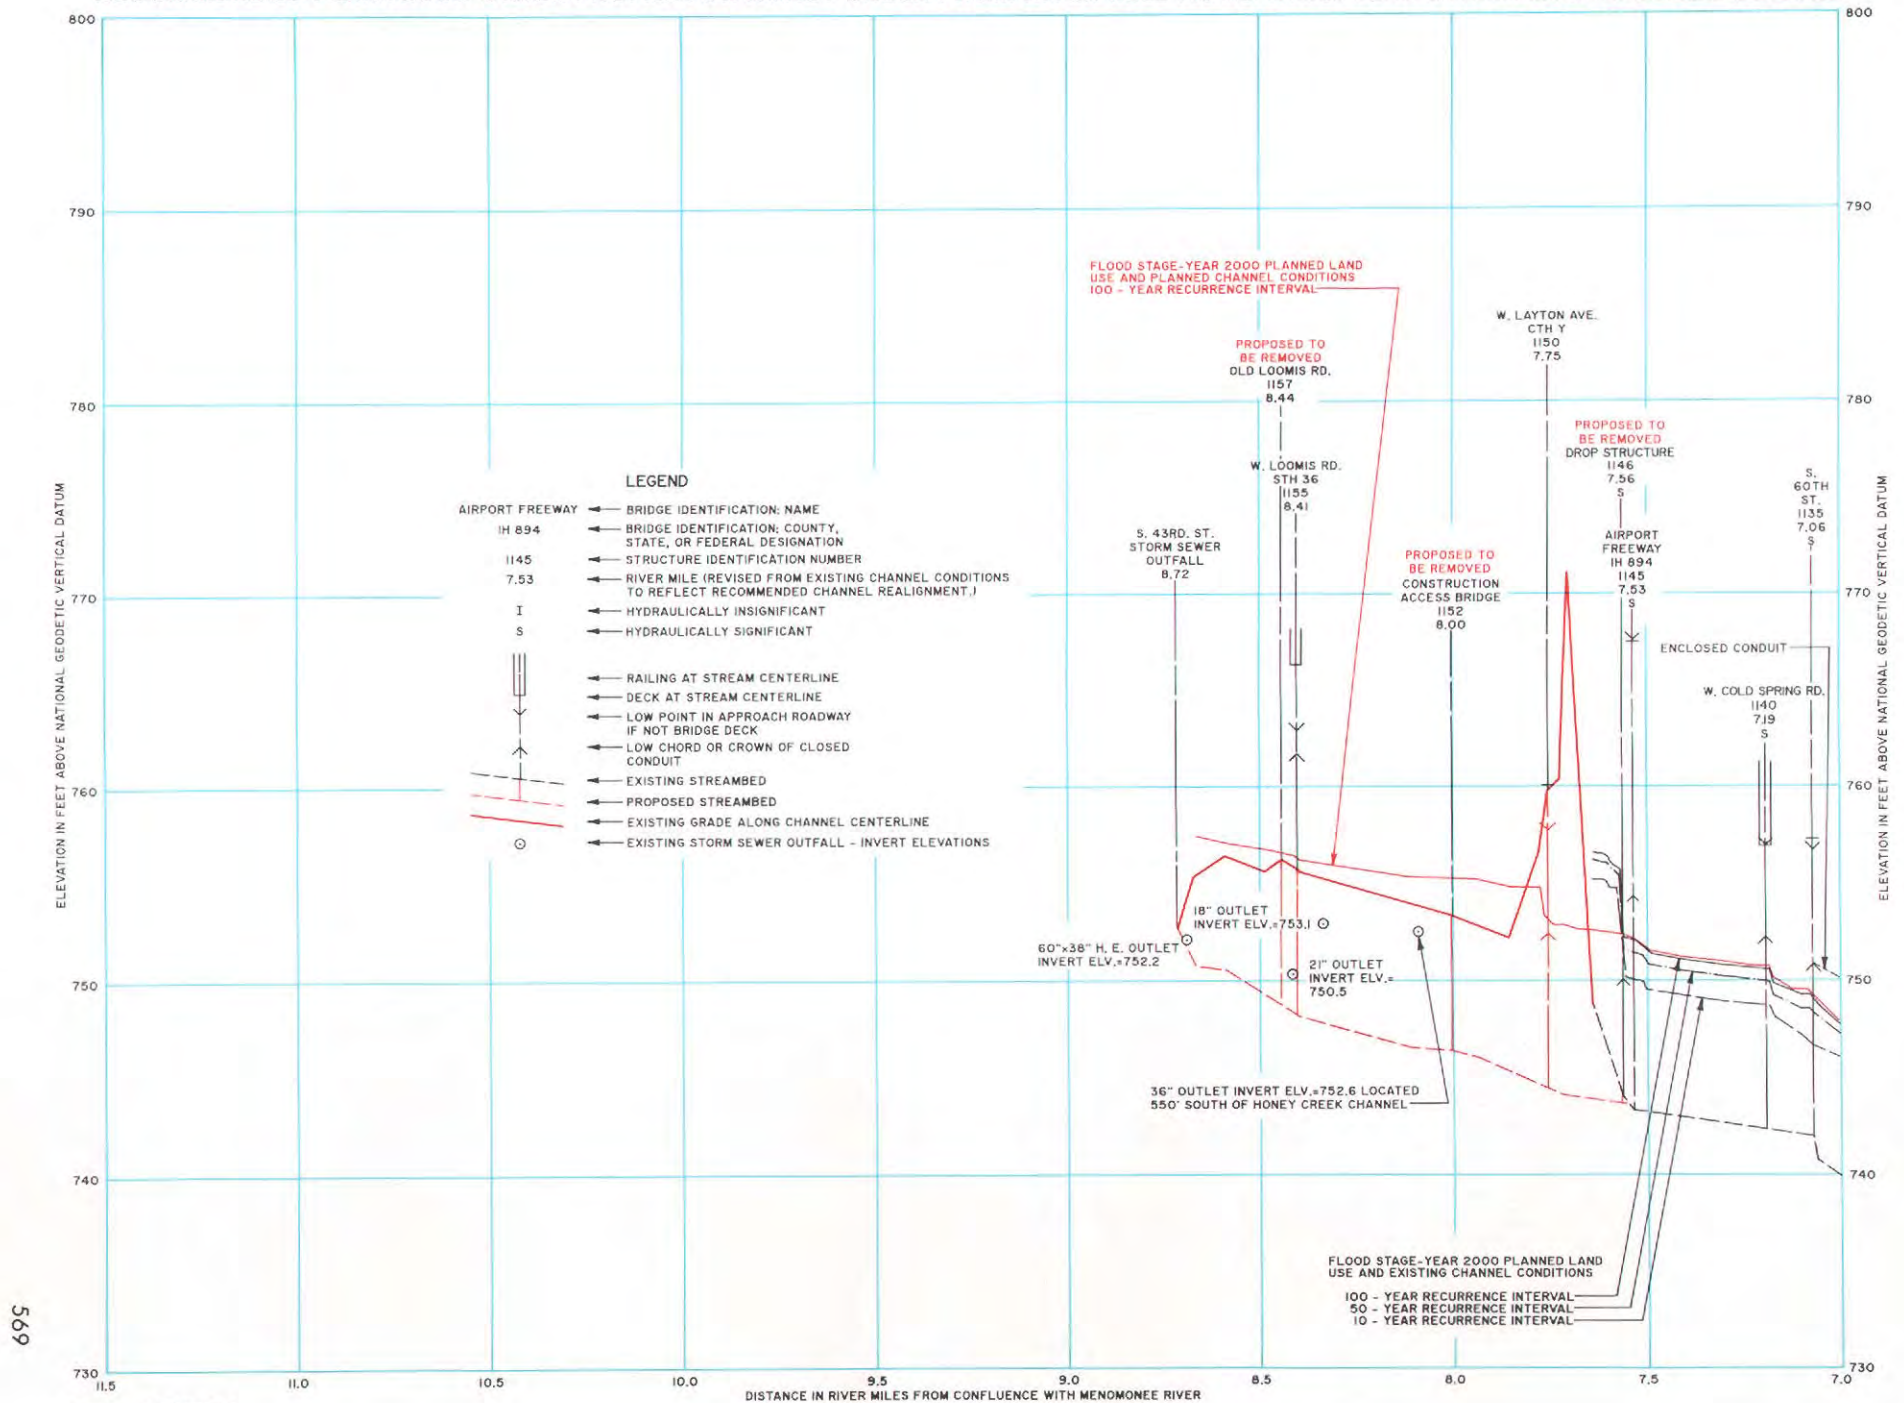 800
790
780
770
760
750
740
730
ELEVATION IN FEET ABOVE NATIONAL GEODETIC VERTICAL DATUM
LEGEND
AIRPORT FREEWAY
BRIDGE IDENTIFICATION: NAME
IH 894
BRIDGE IDENTIFICATION: COUNTY,
STATE, OR FEDERAL DESIGNATION
1145
STRUCTURE IDENTIFICATION NUMBER
7.53
RIVER MILE (REVISED FROM EXISTING CHANNEL CONDITIONS
TO REFLECT RECOMMENDED CHANNEL REALIGNMENT.)
I
HYDRAULICALLY INSIGNIFICANT
S
HYDRAULICALLY SIGNIFICANT
RAILING AT STREAM CENTERLINE
DECK AT STREAM CENTERLINE
LOW POINT IN APPROACH ROADWAY
IF NOT BRIDGE DECK
LOW CHORD OR CROWN OF CLOSED
CONDUIT
EXISTING STREAMBED
PROPOSED STREAMBED
EXISTING GRADE ALONG CHANNEL CENTERLINE
EXISTING STORM SEWER OUTFALL - INVERT ELEVATIONS
FLOOD STAGE-YEAR 2000 PLANNED LAND
USE AND PLANNED CHANNEL CONDITIONS
100 - YEAR RECURRENCE INTERVAL
S. 43RD. ST.
STORM SEWER
OUTFALL
8.72
PROPOSED TO
BE REMOVED
OLD LOOMIS RD.
1157
8.44
W. LOOMIS RD.
STH 36
1155
8.41
PROPOSED TO
BE REMOVED
CONSTRUCTION
ACCESS BRIDGE
1152
8.00
W. LAYTON AVE.
CTH Y
1150
7.75
PROPOSED TO
BE REMOVED
DROP STRUCTURE
1146
7.56
S
AIRPORT
FREEWAY
IH 894
1145
7.53
S
S.
60TH
ST.
1135
7.06
S
ENCLOSED CONDUIT
W. COLD SPRING RD.
1140
7.19
S
18" OUTLET
INVERT ELV.=753.1
60"x38" H. E. OUTLET
INVERT ELV.=752.2
21" OUTLET
INVERT ELV.=
750.5
36" OUTLET INVERT ELV.=752.6 LOCATED
550' SOUTH OF HONEY CREEK CHANNEL
FLOOD STAGE-YEAR 2000 PLANNED LAND
USE AND EXISTING CHANNEL CONDITIONS
100 - YEAR RECURRENCE INTERVAL
50 - YEAR RECURRENCE INTERVAL
10 - YEAR RECURRENCE INTERVAL
800
790
780
770
760
750
740
730
ELEVATION IN FEET ABOVE NATIONAL GEODETIC VERTICAL DATUM
11.5
11.0
10.5
10.0
9.5
9.0
8.5
8.0
7.5
7.0
DISTANCE IN RIVER MILES FROM CONFLUENCE WITH MENOMONEE RIVER
569